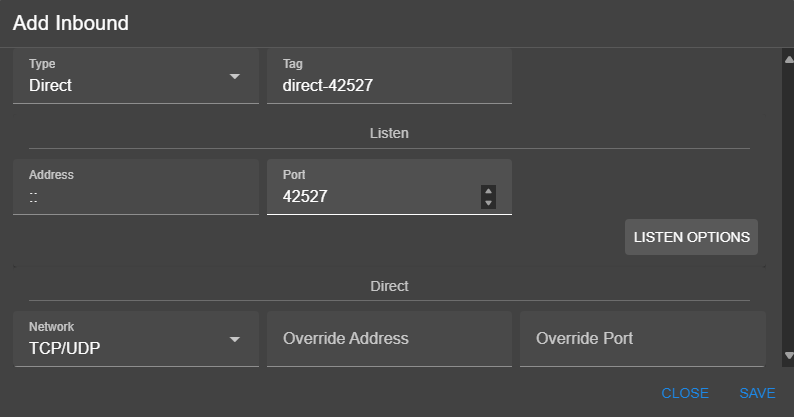 Add Inbound
Type
Direct
Tag
direct-42527
Listen
Address
::
Port
42527
LISTEN OPTIONS
Direct
Network
TCP/UDP
Override Address
Override Port
CLOSE
SAVE